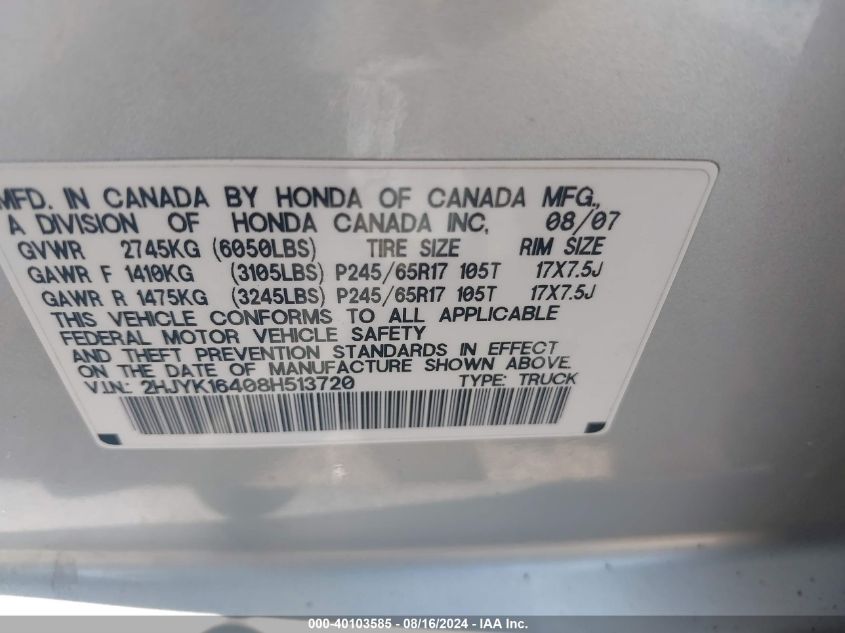 MFD. IN CANADA BY HONDA OF CANADA MFG.,
A DIVISION OF HONDA CANADA INC. 08/07
GVWR 2745KG (6050LBS) TIRE SIZE RIM SIZE
GAWR F 1410KG (3105LBS) P245/65R17 105T 17X7.5J
GAWR R 1475KG (3245LBS) P245/65R17 105T 17X7.5J
THIS VEHICLE CONFORMS TO ALL APPLICABLE
FEDERAL MOTOR VEHICLE SAFETY
AND THEFT PREVENTION STANDARDS IN EFFECT
ON THE DATE OF MANUFACTURE SHOWN ABOVE.
V.I.N.: 2HJYK16408H513720 TYPE: TRUCK
000-40103585 - 08/16/2024 - IAA Inc.